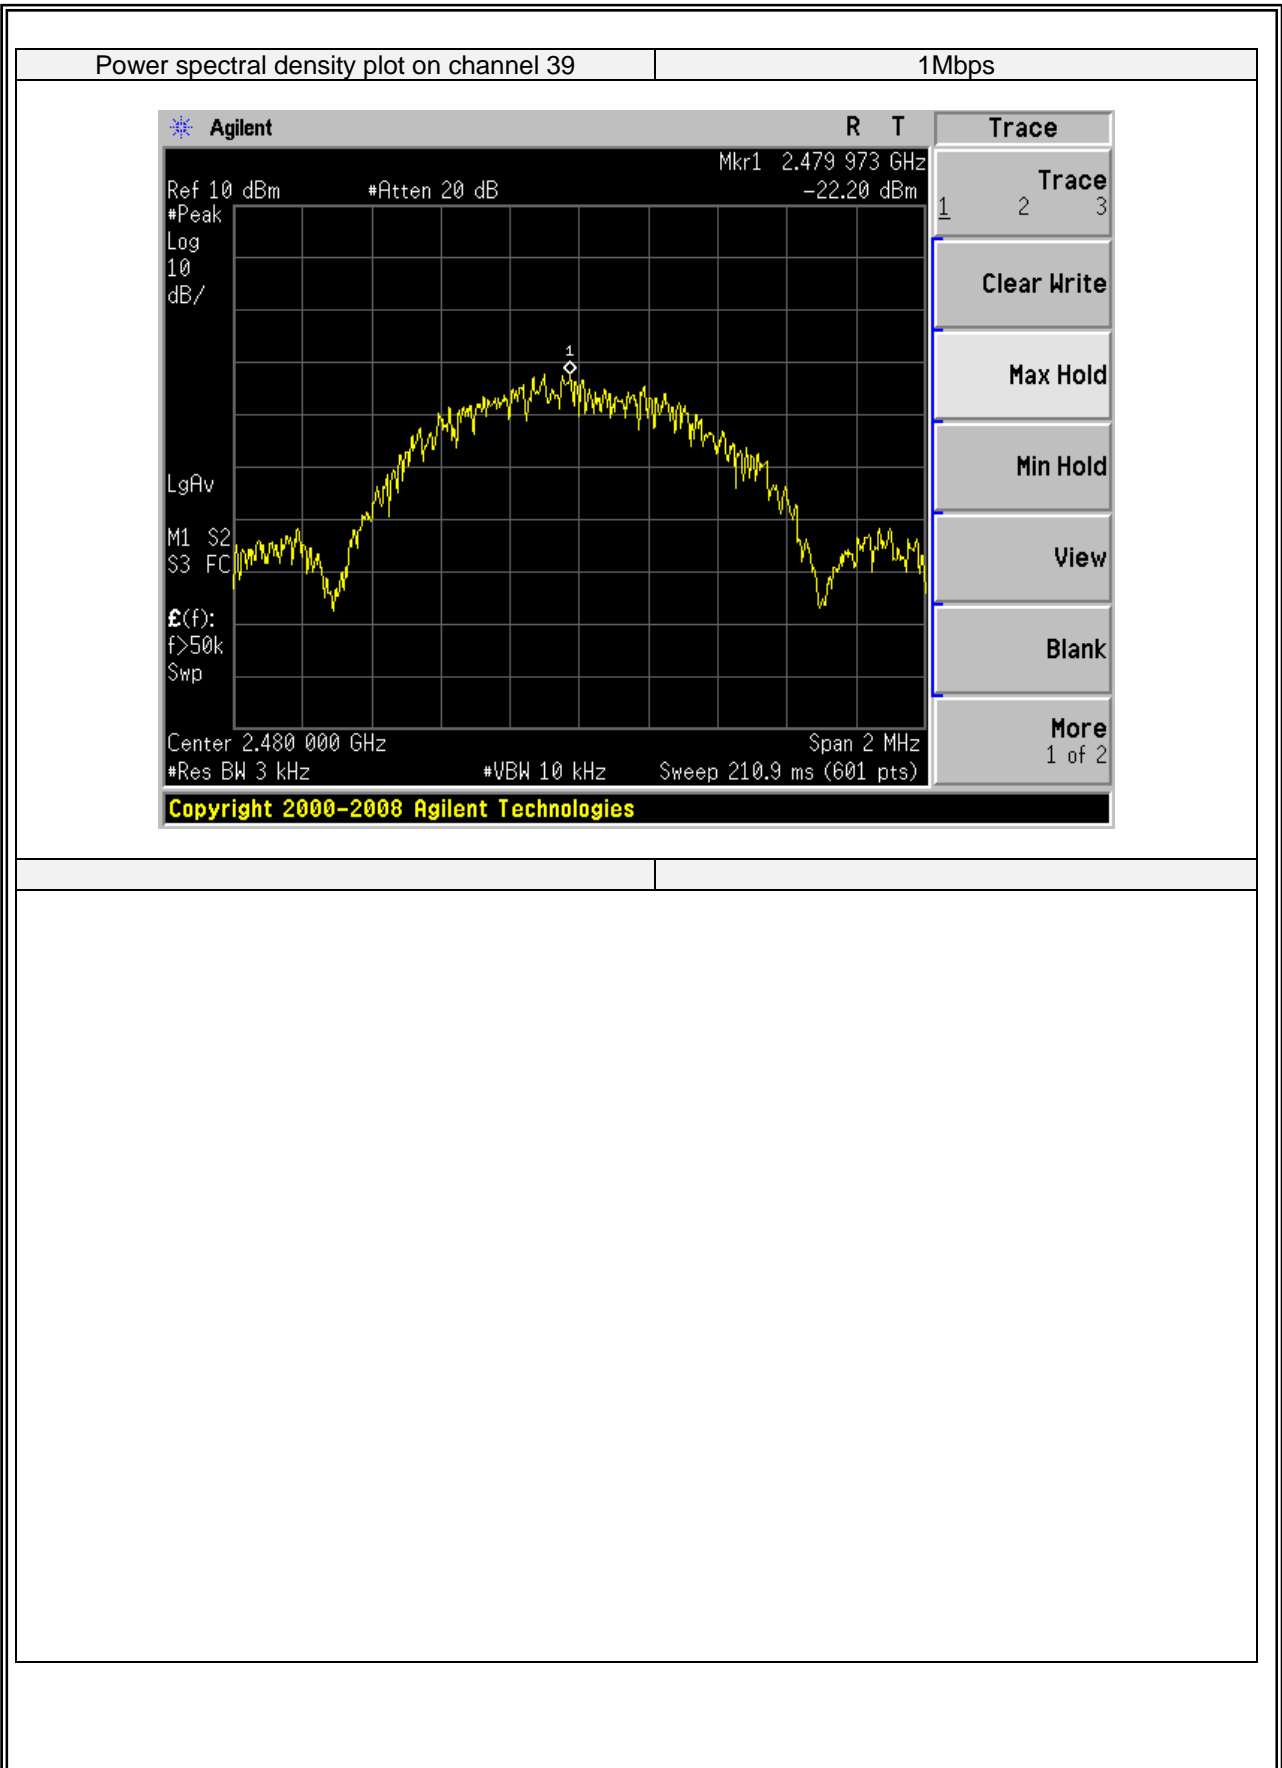 Power spectral density plot on channel 39 1Mbps
Agilent R T Trace
Mkr1 2.479 973 GHz
Ref 10 dBm #Atten 20 dB -22.20 dBm
#Peak
Log
10
dB/
1
LgAv
M1 S2
S3 FC
£(f):
f>50k
Swp
Center 2.480 000 GHz Span 2 MHz
#Res BW 3 kHz #VBW 10 kHz Sweep 210.9 ms (601 pts)
Copyright 2000-2008 Agilent Technologies
Trace
1 2 3
Clear Write
Max Hold
Min Hold
View
Blank
More
1 of 2